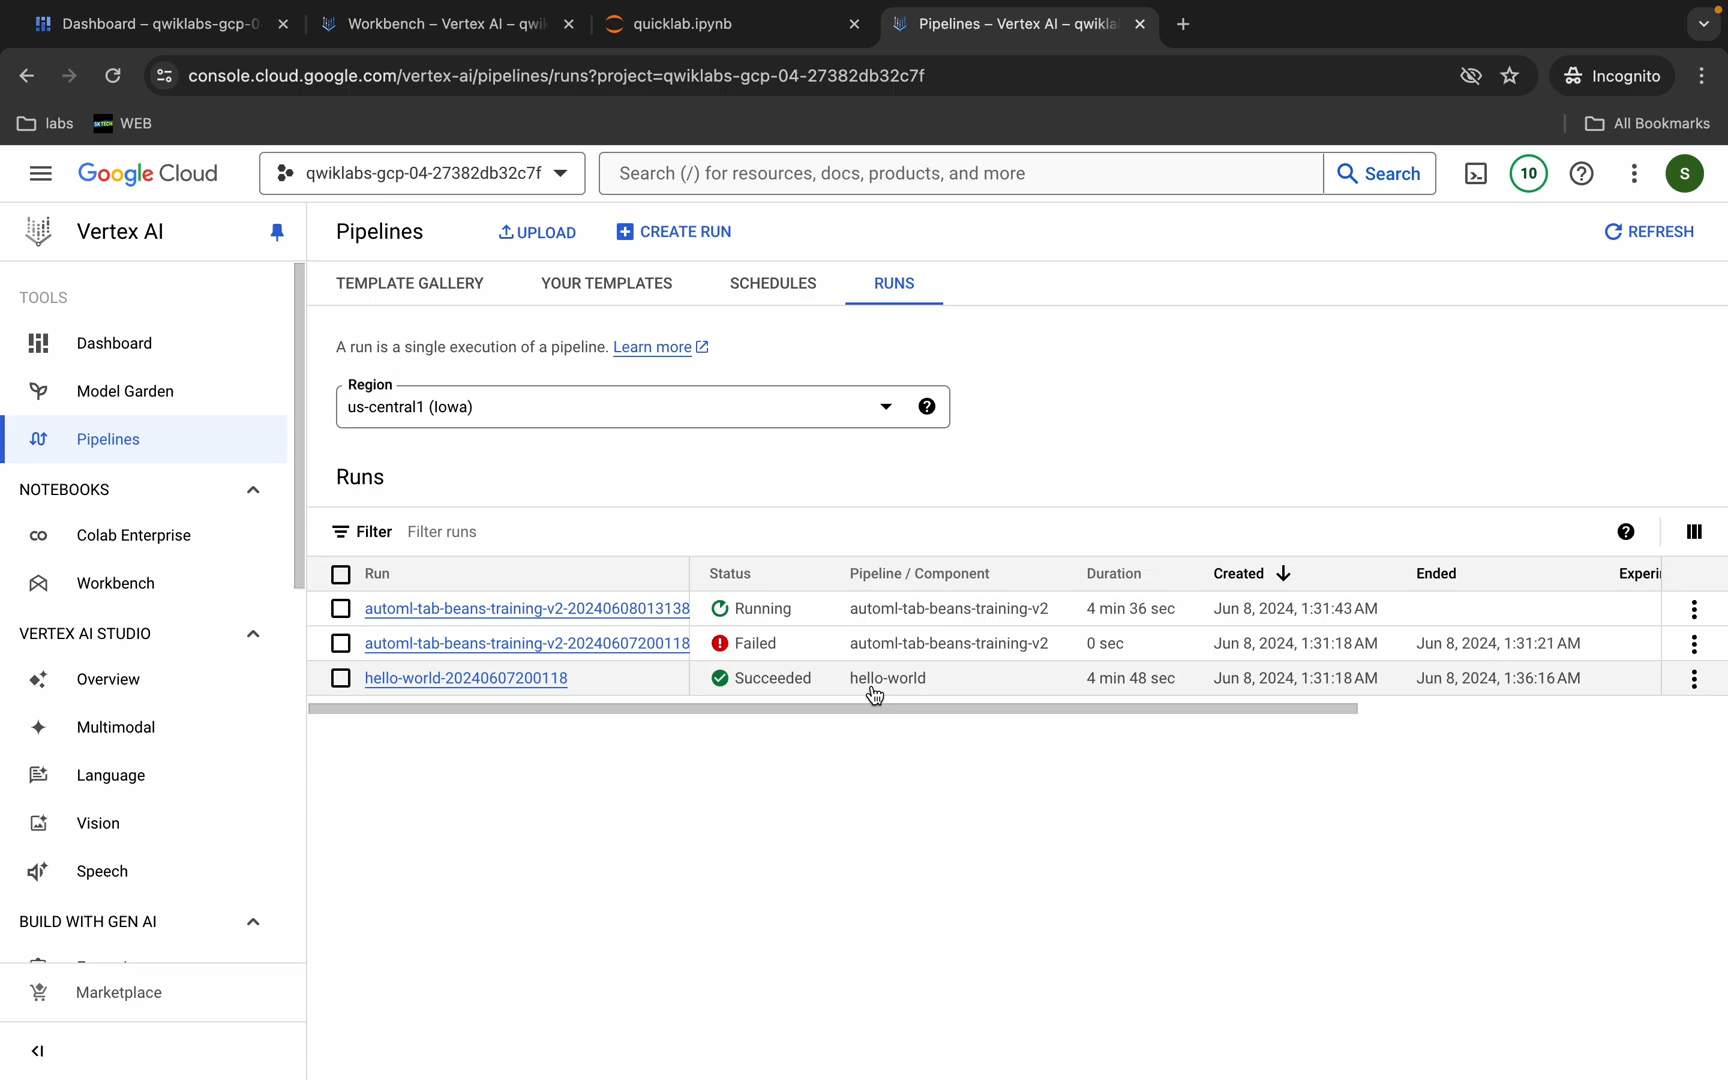 Dashboard – qwiklabs-gcp-0
Workbench – Vertex AI – qwik
quicklab.ipynb
Pipelines – Vertex AI – qwikla
console.cloud.google.com/vertex-ai/pipelines/runs?project=qwiklabs-gcp-04-27382db32c7f
Incognito
labs
WEB
All Bookmarks
Google Cloud
qwiklabs-gcp-04-27382db32c7f
Search (/) for resources, docs, products, and more
Search
10
S
Vertex AI
Pipelines
UPLOAD
CREATE RUN
REFRESH
TOOLS
Dashboard
Model Garden
Pipelines
NOTEBOOKS
Colab Enterprise
Workbench
VERTEX AI STUDIO
Overview
Multimodal
Language
Vision
Speech
BUILD WITH GEN AI
Marketplace
TEMPLATE GALLERY
YOUR TEMPLATES
SCHEDULES
RUNS
A run is a single execution of a pipeline. Learn more
Region
us-central1 (Iowa)
Runs
Filter Filter runs
Run Status Pipeline / Component Duration Created Ended Experi
automl-tab-beans-training-v2-20240608013138 Running automl-tab-beans-training-v2 4 min 36 sec Jun 8, 2024, 1:31:43 AM
automl-tab-beans-training-v2-20240607200118 Failed automl-tab-beans-training-v2 0 sec Jun 8, 2024, 1:31:18 AM Jun 8, 2024, 1:31:21 AM
hello-world-20240607200118 Succeeded hello-world 4 min 48 sec Jun 8, 2024, 1:31:18 AM Jun 8, 2024, 1:36:16 AM